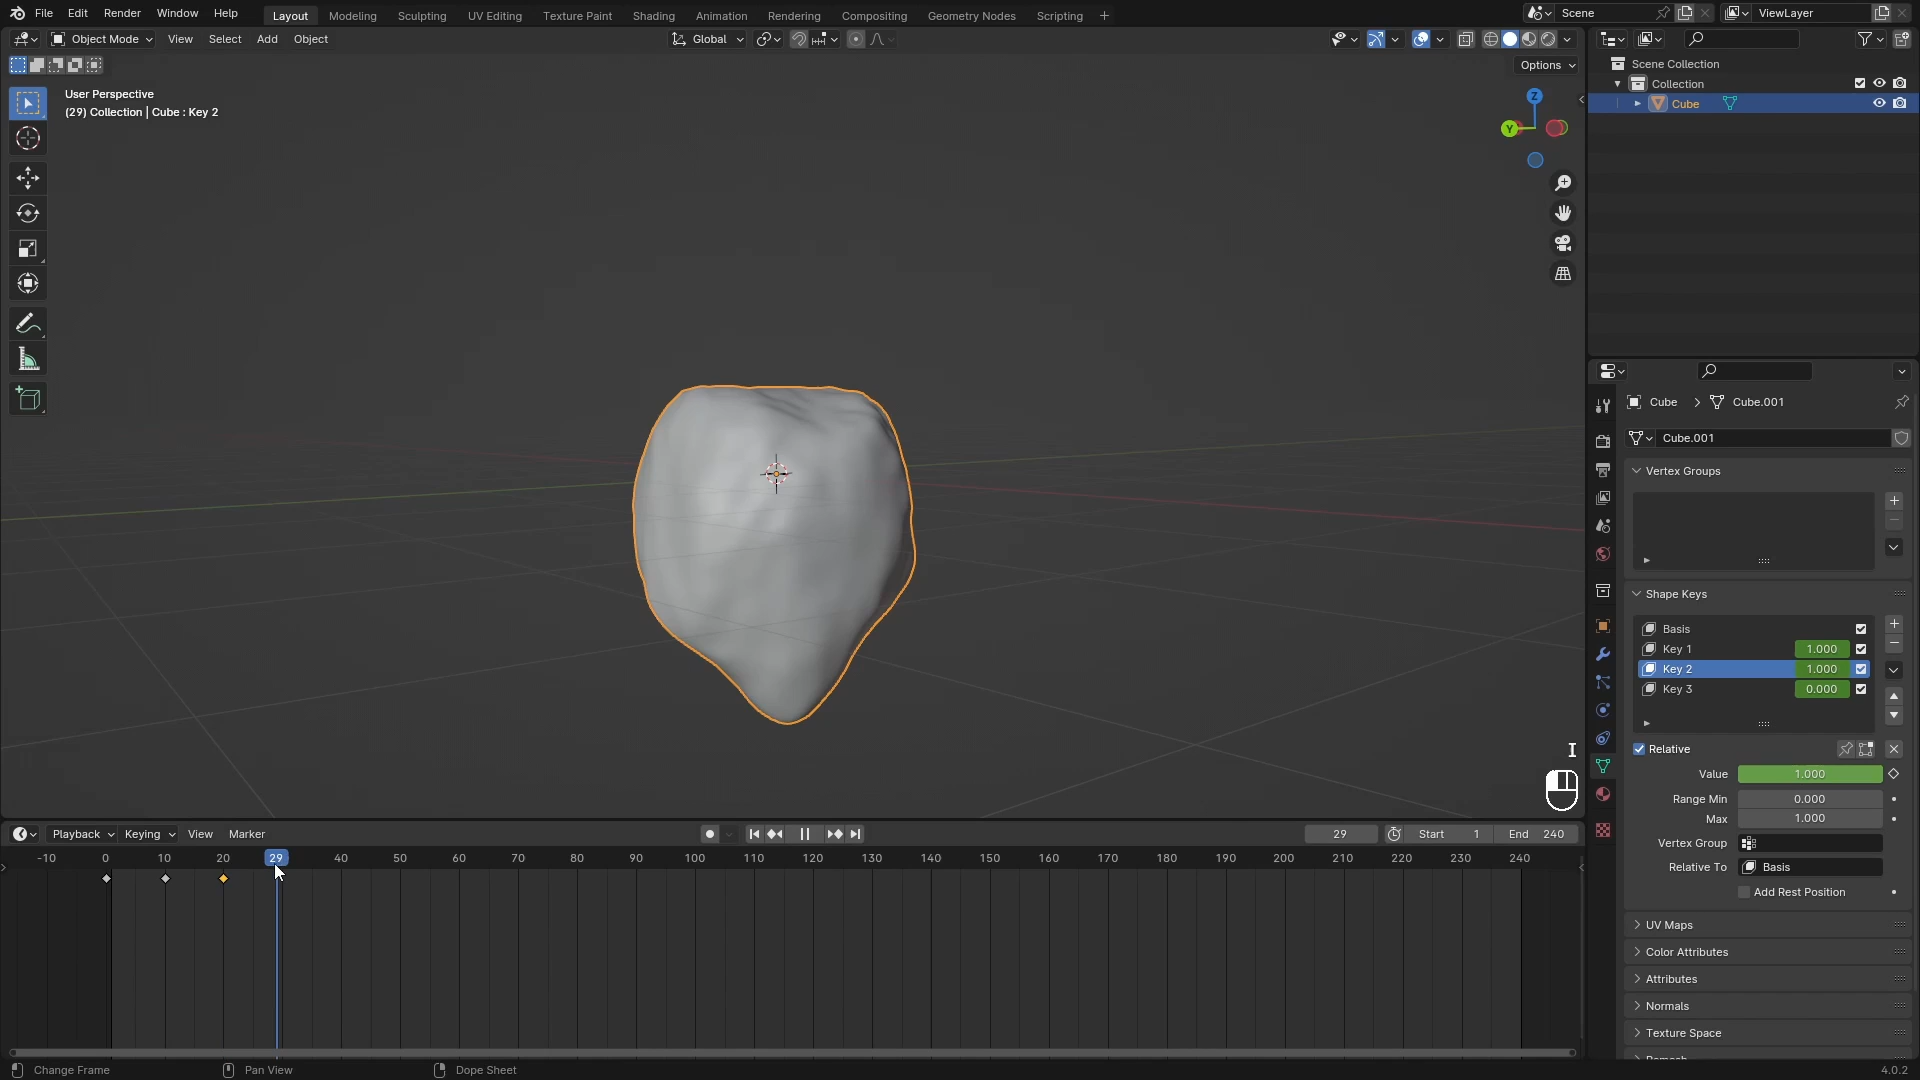 File Edit Render Window Help Layout Modeling Sculpting UV Editing Texture Paint Shading Animation Rendering Compositing Geometry Nodes Scripting + Scene ViewLayer
Object Mode View Select Add Object Global
Options
User Perspective
(29) Collection | Cube : Key 2
Z
Y
I
Scene Collection
Collection
Cube
Cube > Cube.001
Cube.001
Vertex Groups
Shape Keys
Basis
Key 1 1.000
Key 2 1.000
Key 3 0.000
Relative
Value 1.000
Range Min 0.000
Max 1.000
Vertex Group
Relative To Basis
Add Rest Position
UV Maps
Color Attributes
Attributes
Normals
Texture Space
Playback Keying View Marker 29 Start 1 End 240
-10 0 10 20 29 40 50 60 70 80 90 100 110 120 130 140 150 160 170 180 190 200 210 220 230 240
Change Frame Pan View Dope Sheet 4.0.2